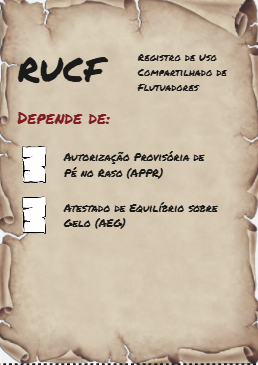 RUCF
Registro de Uso
Compartilhado de
Flutuadores
Depende de:
Autorização Provisória de
Pé no Raso (APPR)
Atestado de Equilíbrio sobre
Gelo (AEG)